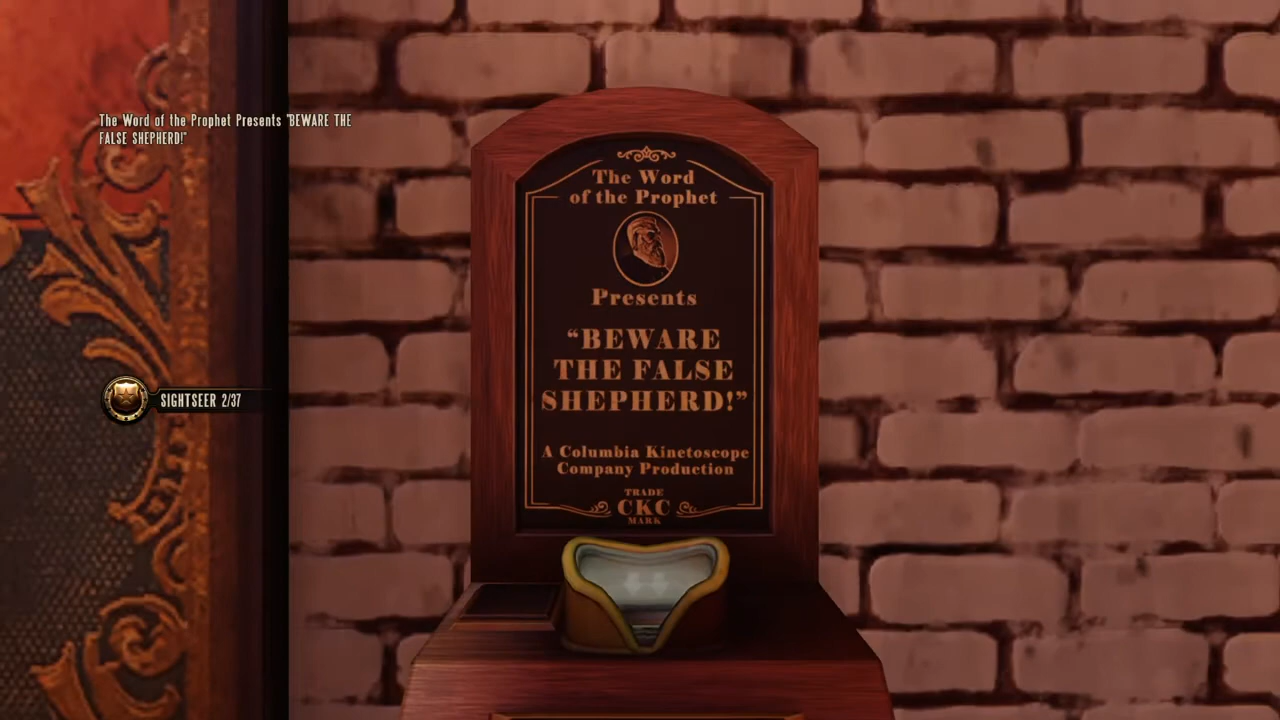 The Word of the Prophet Presents "BEWARE THE
FALSE SHEPHERD!"
SIGHTSEER 2/37
The Word
of the Prophet
Presents
“BEWARE
THE FALSE
SHEPHERD!”
A Columbia Kinetoscope
Company Production
TRADE
CKC
MARK